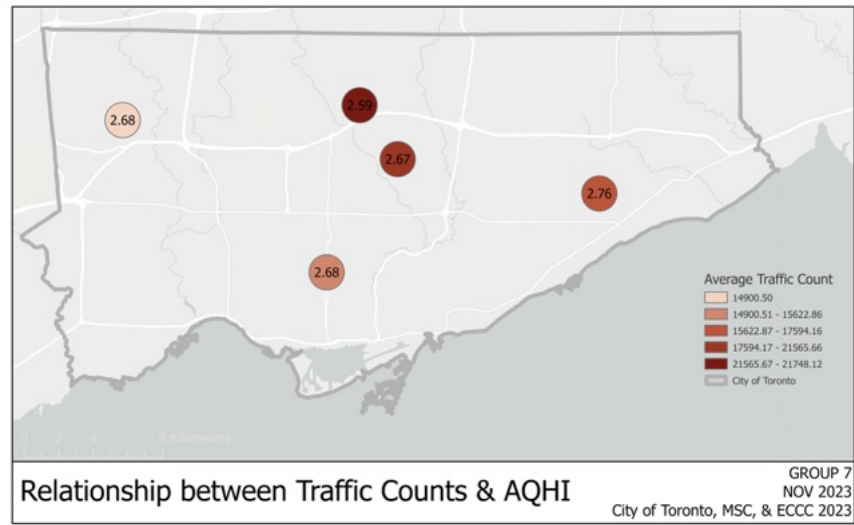 2.59
2.68
2.67
2.76
2.68
Average Traffic Count
14900.50
14900.51 - 15622.86
15622.87 - 17594.16
17594.17 - 21565.66
21565.67 - 21748.12
City of Toronto
0 2 4 8 Kilometers
Relationship between Traffic Counts & AQHI
GROUP 7
NOV 2023
City of Toronto, MSC, & ECCC 2023